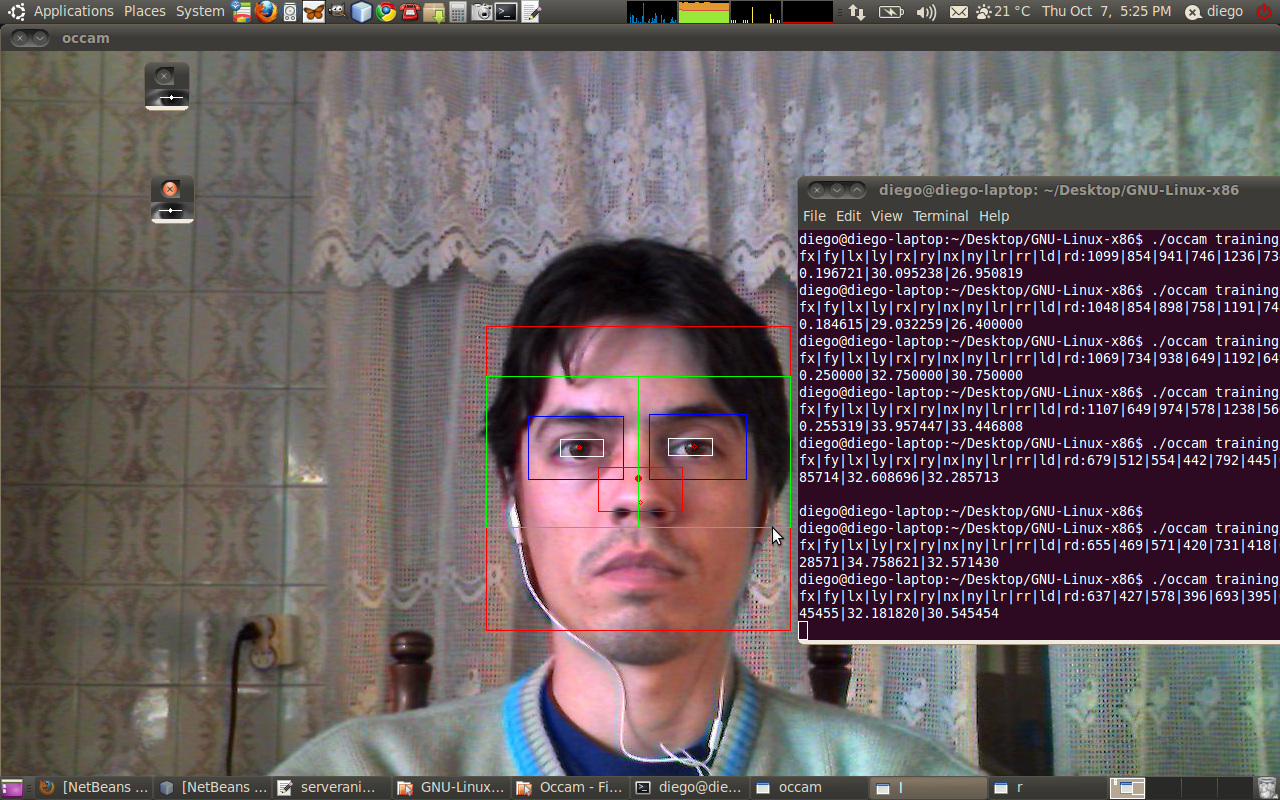 Applications Places System
21 °C Thu Oct 7, 5:25 PM diego
occam
diego@diego-laptop: ~/Desktop/GNU-Linux-x86
File Edit View Terminal Help
diego@diego-laptop:~/Desktop/GNU-Linux-x86$ ./occam training
fx|fy|lx|ly|rx|ry|nx|ny|lr|rr|ld|rd:1099|854|941|746|1236|73
0.196721|30.095238|26.950819
diego@diego-laptop:~/Desktop/GNU-Linux-x86$ ./occam training
fx|fy|lx|ly|rx|ry|nx|ny|lr|rr|ld|rd:1048|854|898|758|1191|74
0.184615|29.032259|26.400000
diego@diego-laptop:~/Desktop/GNU-Linux-x86$ ./occam training
fx|fy|lx|ly|rx|ry|nx|ny|lr|rr|ld|rd:1069|734|938|649|1192|64
0.250000|32.750000|30.750000
diego@diego-laptop:~/Desktop/GNU-Linux-x86$ ./occam training
fx|fy|lx|ly|rx|ry|nx|ny|lr|rr|ld|rd:1107|649|974|578|1238|56
0.255319|33.957447|33.446808
diego@diego-laptop:~/Desktop/GNU-Linux-x86$ ./occam training
fx|fy|lx|ly|rx|ry|nx|ny|lr|rr|ld|rd:679|512|554|442|792|445|
85714|32.608696|32.285713
diego@diego-laptop:~/Desktop/GNU-Linux-x86$
diego@diego-laptop:~/Desktop/GNU-Linux-x86$ ./occam training
fx|fy|lx|ly|rx|ry|nx|ny|lr|rr|ld|rd:655|469|571|420|731|418|
28571|34.758621|32.571430
diego@diego-laptop:~/Desktop/GNU-Linux-x86$ ./occam training
fx|fy|lx|ly|rx|ry|nx|ny|lr|rr|ld|rd:637|427|578|396|693|395|
45455|32.181820|30.545454
[NetBeans ... [NetBeans ... serverani... GNU-Linux... Occam - Fi... diego@die... occam l r